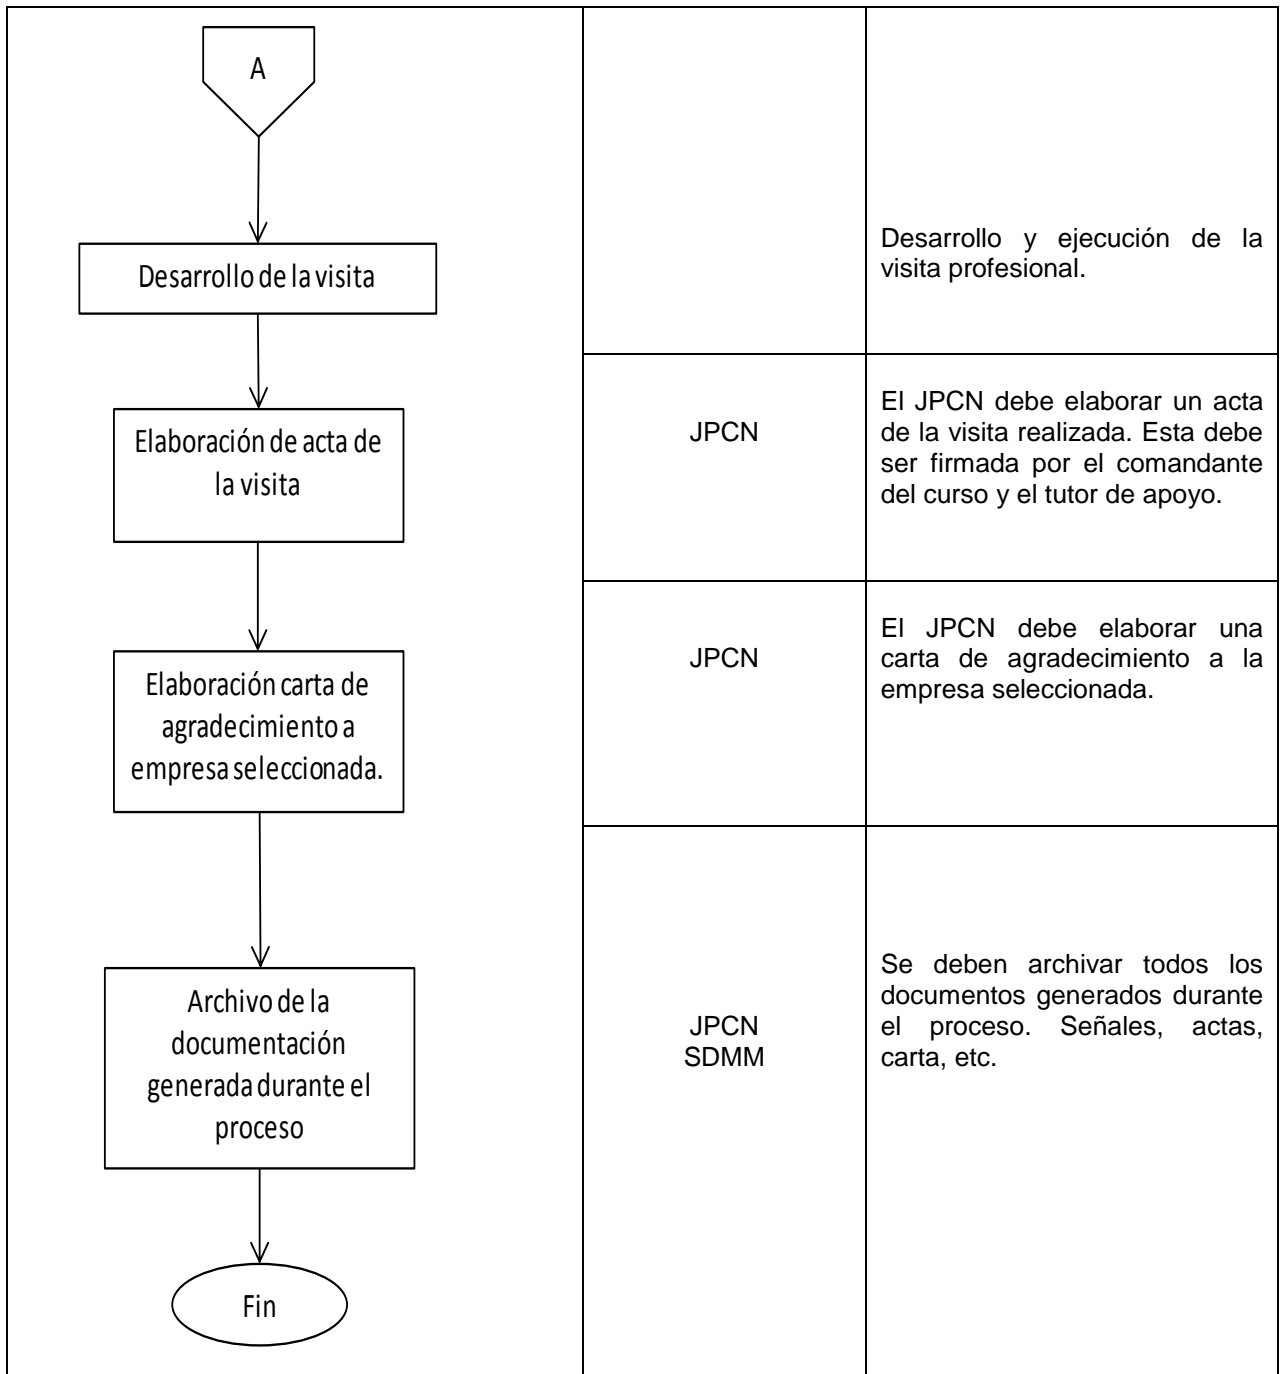 A
Desarrollo de la visita
Desarrollo y ejecución de la
visita profesional.
Elaboración de acta de
la visita
JPCN
El JPCN debe elaborar un acta
de la visita realizada. Esta debe
ser firmada por el comandante
del curso y el tutor de apoyo.
Elaboración carta de
agradecimiento a
empresa seleccionada.
JPCN
El JPCN debe elaborar una
carta de agradecimiento a la
empresa seleccionada.
Archivo de la
documentación
generada durante el
proceso
JPCN
SDMM
Se deben archivar todos los
documentos generados durante
el proceso. Señales, actas,
carta, etc.
Fin